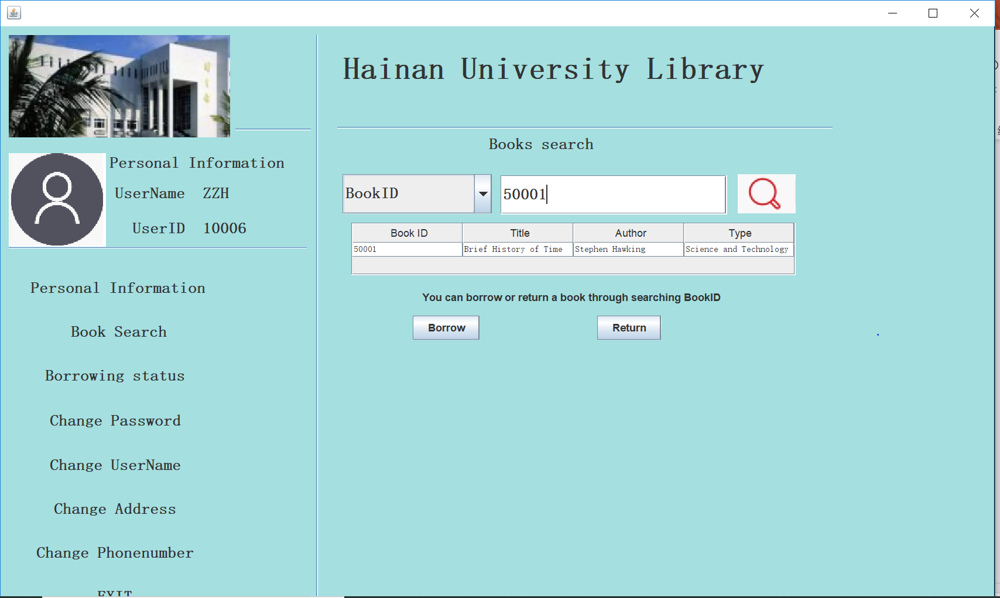 Hainan University Library
Personal Information
UserName ZZH
UserID 10006
Personal Information
Book Search
Borrowing status
Change Password
Change UserName
Change Address
Change Phonenumber
EXIT
Books search
BookID
50001
Book ID Title Author Type
50001 Brief History of Time Stephen Hawking Science and Technology
You can borrow or return a book through searching BookID
Borrow Return